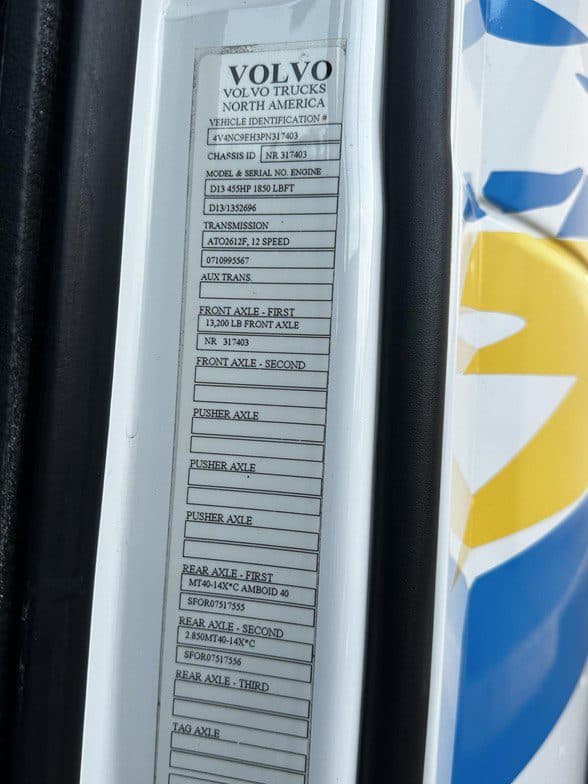 VOLVO
VOLVO TRUCKS
NORTH AMERICA
VEHICLE IDENTIFICATION #
4V4NC9EH3PN317403
CHASSIS ID NR 317403
MODEL & SERIAL NO. ENGINE
D13 455HP 1850 LBFT
D13/1352696
TRANSMISSION
ATO2612F, 12 SPEED
0710995567
AUX TRANS.
FRONT AXLE - FIRST
13,200 LB FRONT AXLE
NR 317403
FRONT AXLE - SECOND
PUSHER AXLE
PUSHER AXLE
PUSHER AXLE
REAR AXLE - FIRST
MT40-14X*C AMBOID 40
SFOR07517555
REAR AXLE - SECOND
2.850MT40-14X*C
SFOR07517556
REAR AXLE - THIRD
TAG AXLE